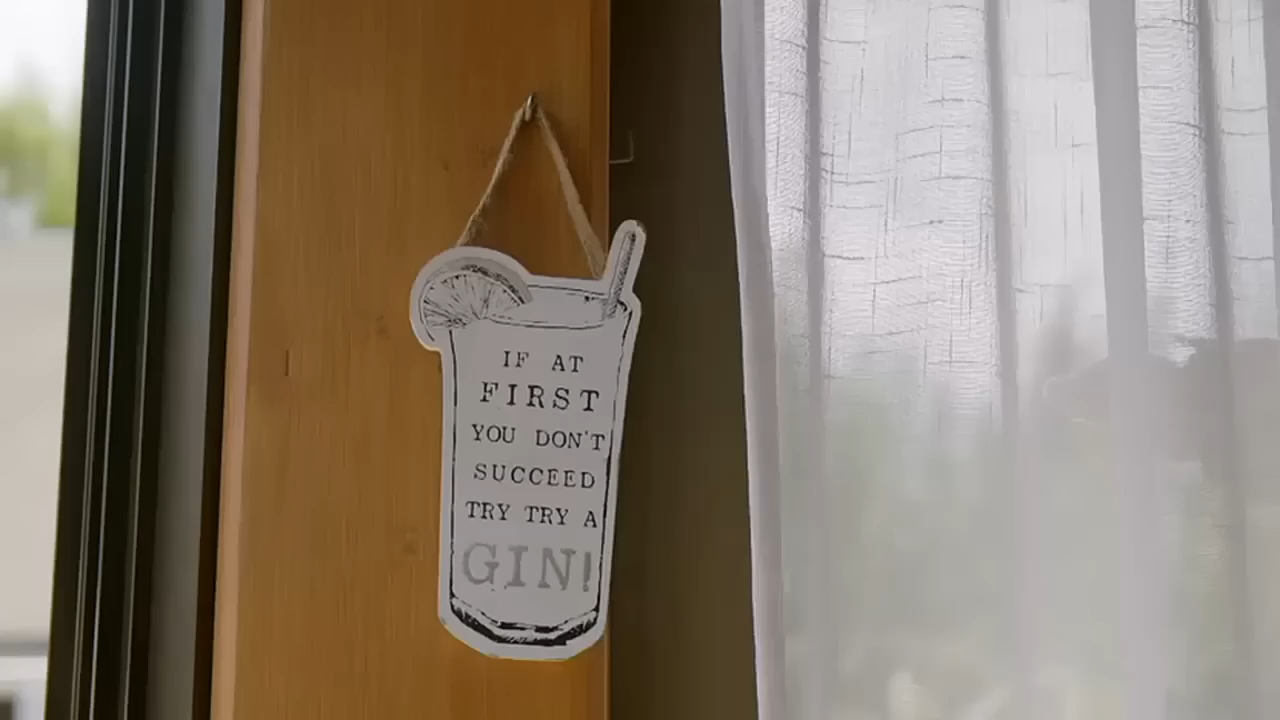 IF AT
FIRST
YOU DON'T
SUCCEED
TRY TRY A
GIN!